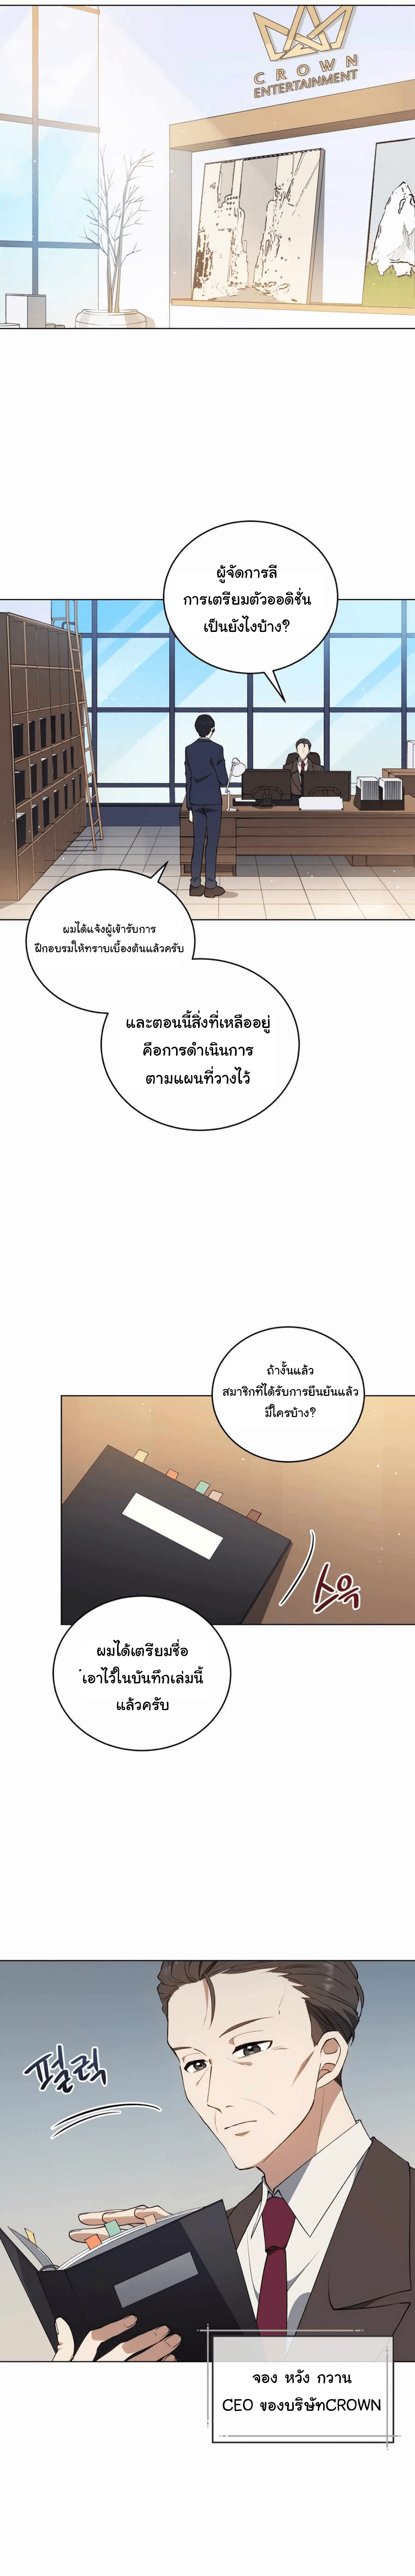 CROWN
ENTERTAINMENT
ผู้จัดการลี
การเตรียมตัวออดิชั่น
เป็นยังไงบ้าง?
ผมได้แจ้งผู้เข้ารับการ
ฝึกอบรมให้ทราบเบื้องต้นแล้วครับ
และตอนนี้สิ่งที่เหลืออยู่
คือการดำเนินการ
ตามแผนที่วางไว้
ถ้างั้นแล้ว
สมาชิกที่ได้รับการยืนยันแล้ว
มีใครบ้าง?
스윽
ผมได้เตรียมชื่อ
เอาไว้ในบันทึกเล่มนี้
แล้วครับ
펄럭
จอง หวัง กวาน
CEO ของบริษัทCROWN